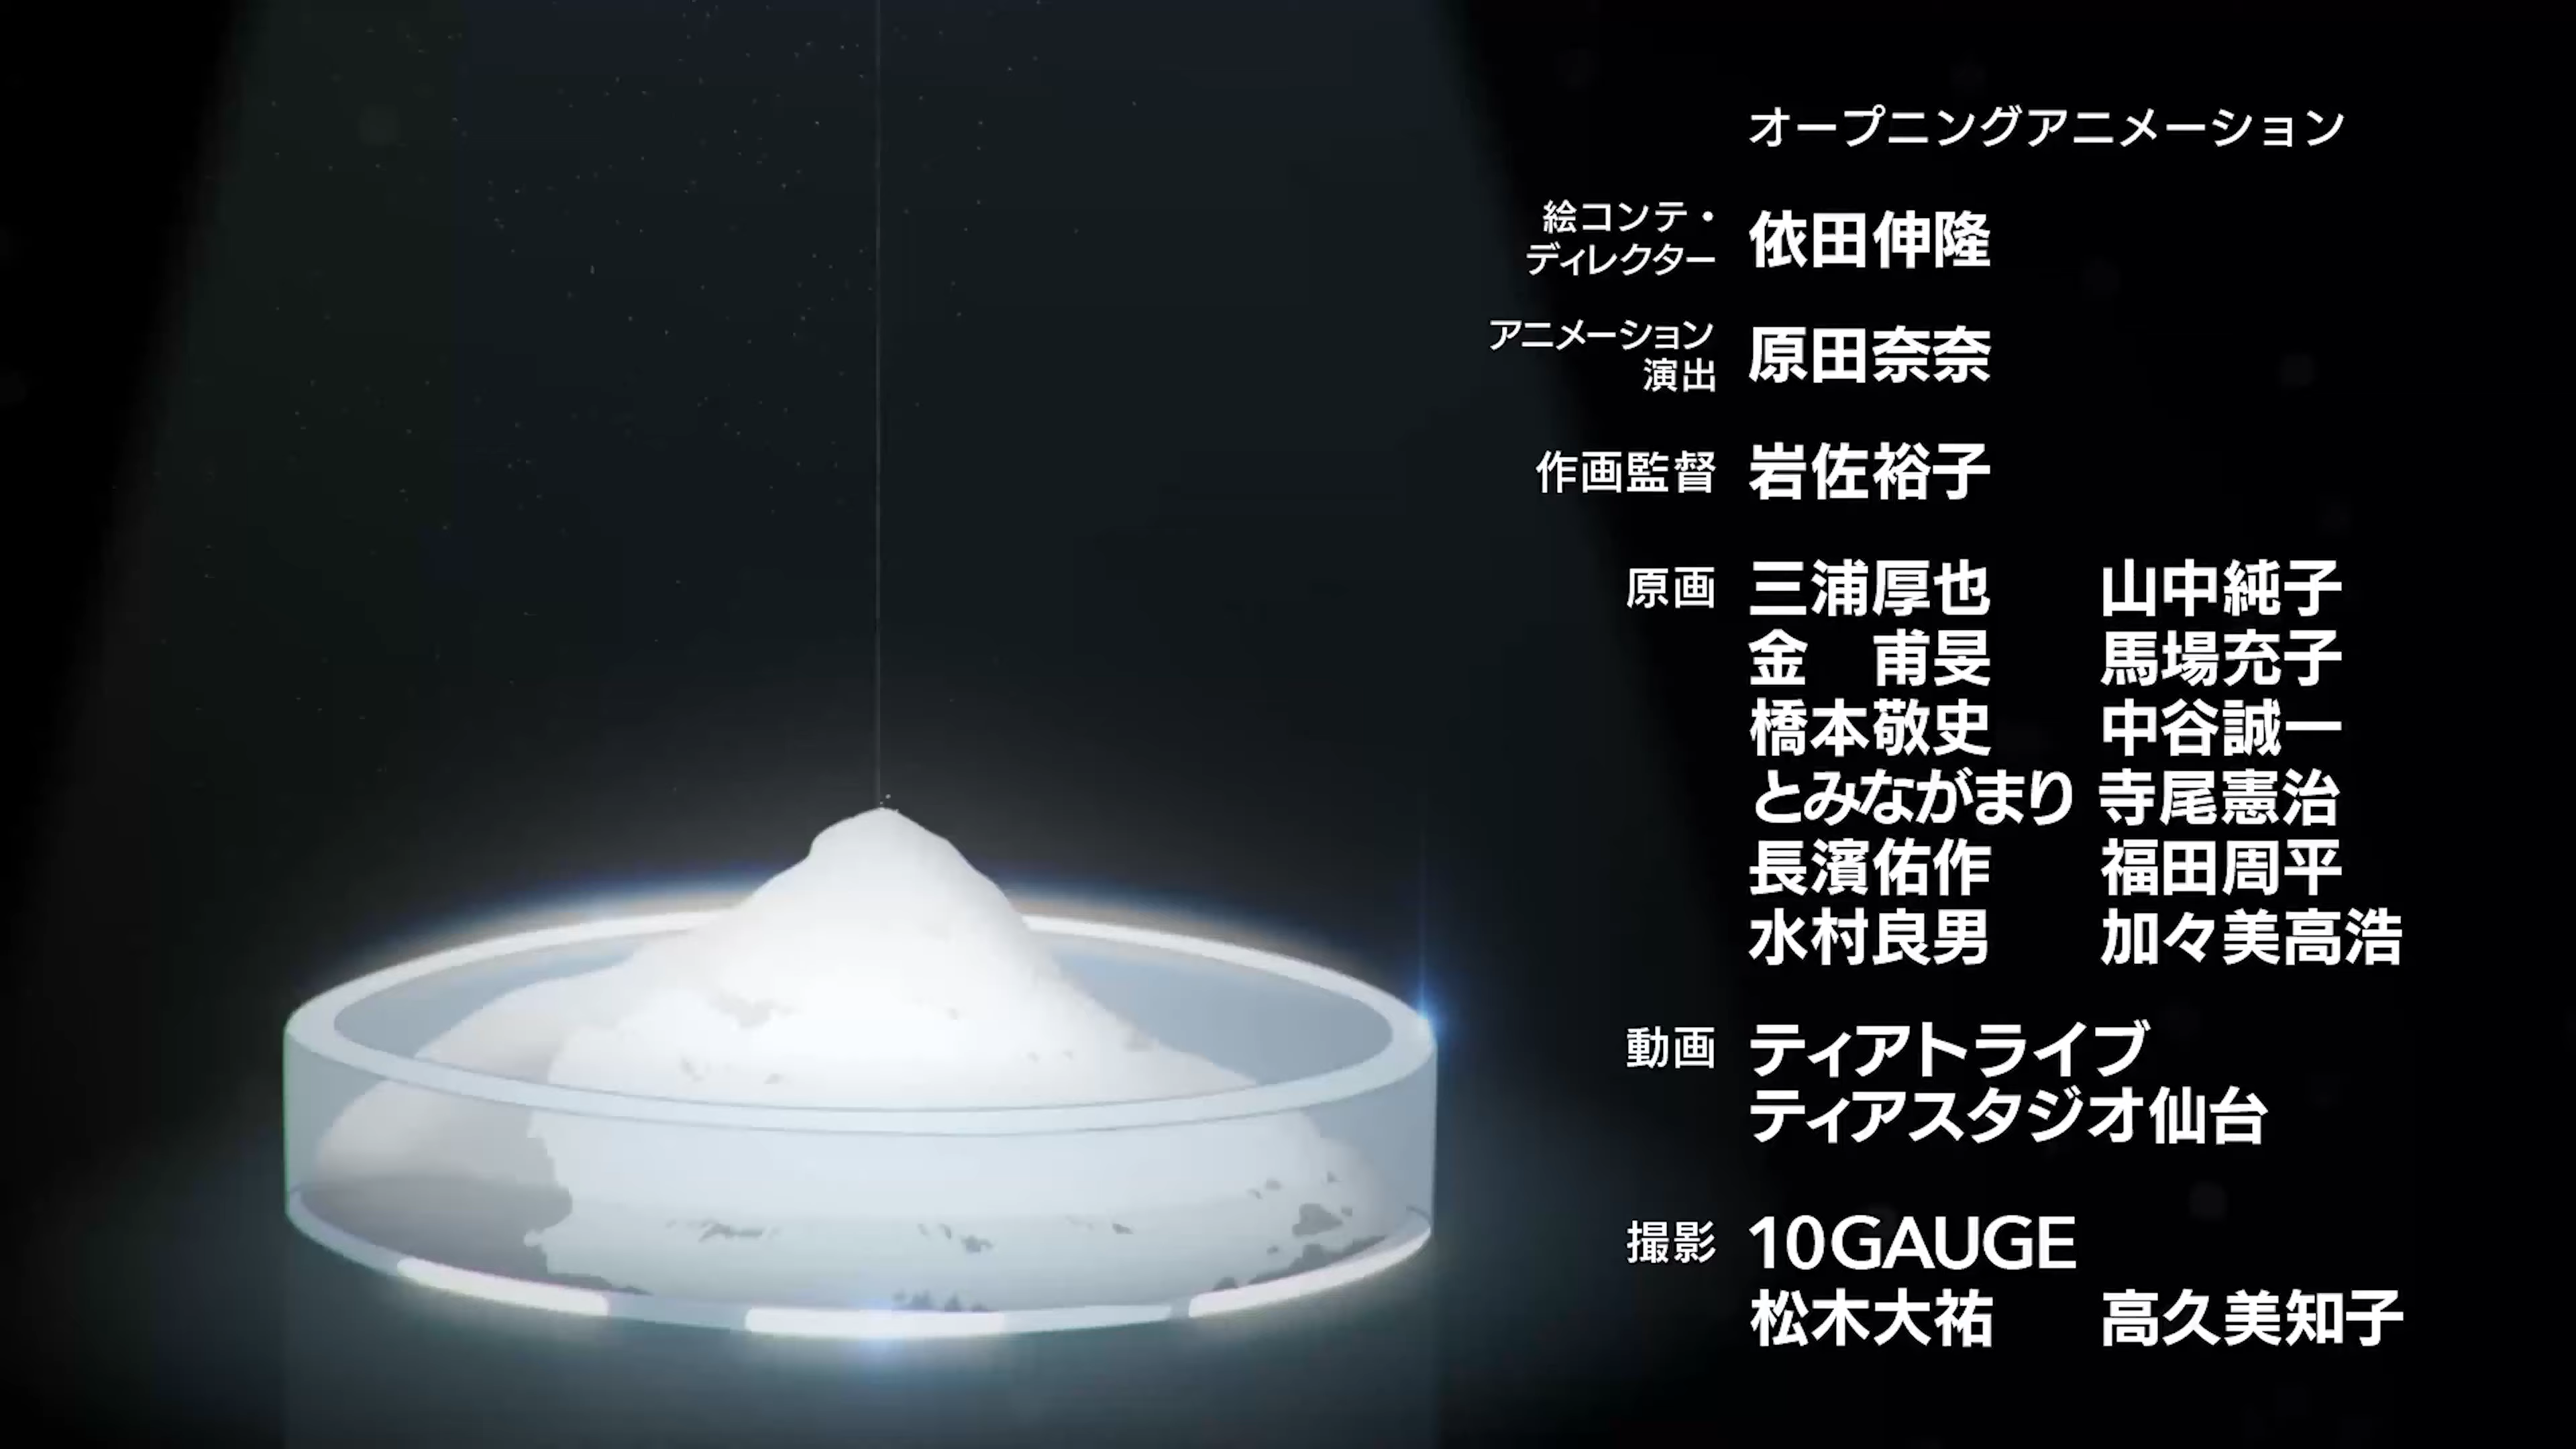 オープニングアニメーション
絵コンテ・
ディレクター 依田伸隆
アニメーション
演出 原田奈奈
作画監督 岩佐裕子
原画 三浦厚也 山中純子
金 甫旻 馬場充子
橋本敬史 中谷誠一
とみながまり 寺尾憲治
長濱佑作 福田周平
水村良男 加々美高浩
動画 ティアトライブ
ティアスタジオ仙台
撮影 10GAUGE
松木大祐 高久美知子